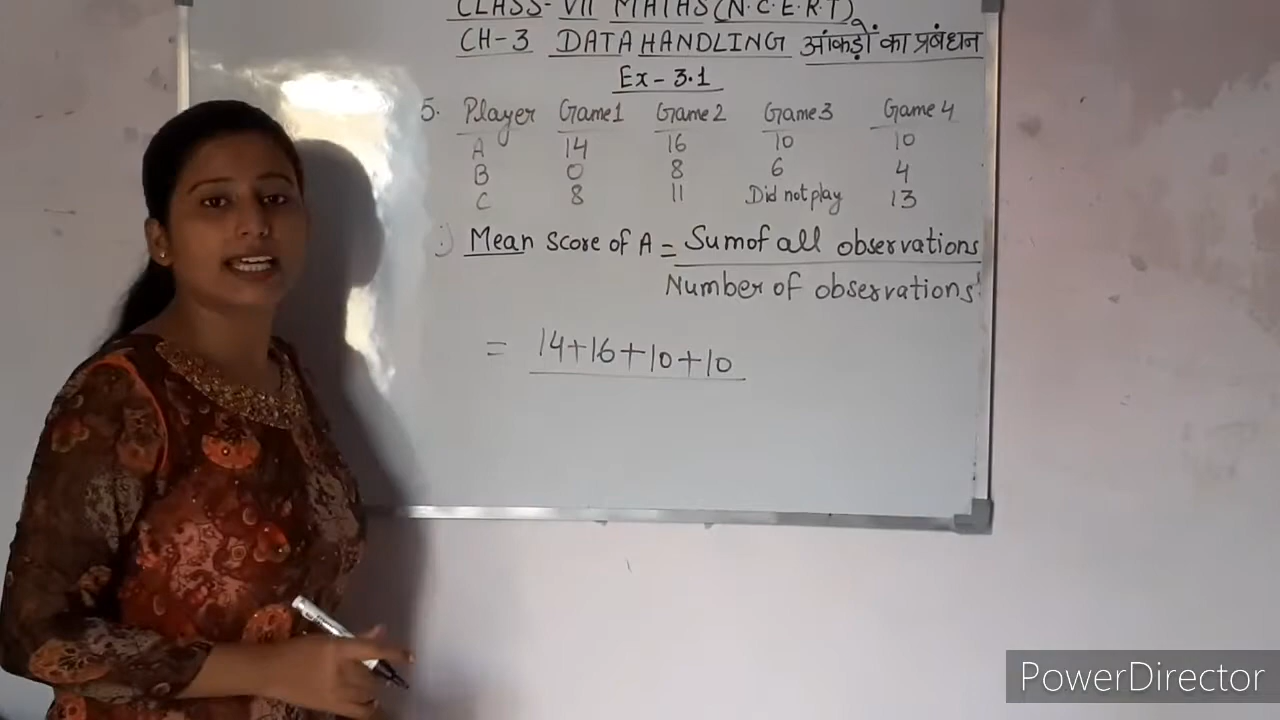 CLASS- VII MATHS (N.C.E.R.T)
CH-3 DATA HANDLING आंकड़ों का प्रबंधन
Ex-3.1
5. Player Game 1 Game 2 Game 3 Game 4
A 14 16 10 10
B 0 8 6 4
C 8 11 Did not play 13
i) Mean Score of A = Sum of all observations
Number of observations
= 14+16+10+10
PowerDirector